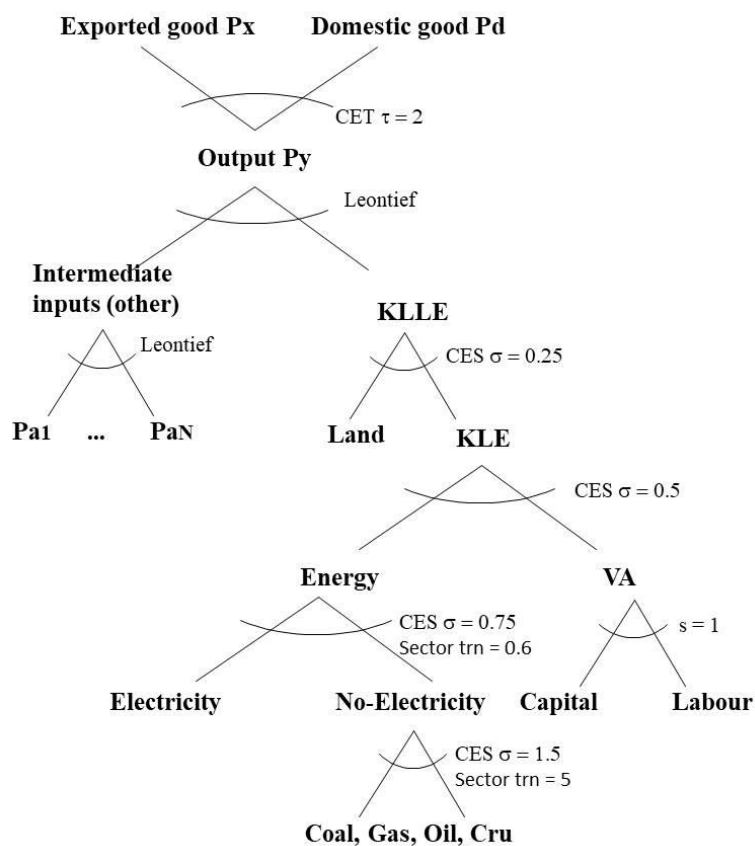 Exported good Px Domestic good Pd
CET τ = 2
Output Py
Leontief
Intermediate
inputs (other)
KLLE
Leontief
CES σ = 0.25
Pa1 ... PaN
Land KLE
CES σ = 0.5
Energy VA
CES σ = 0.75
Sector trn = 0.6
s = 1
Electricity No-Electricity Capital Labour
CES σ = 1.5
Sector trn = 5
Coal, Gas, Oil, Cru